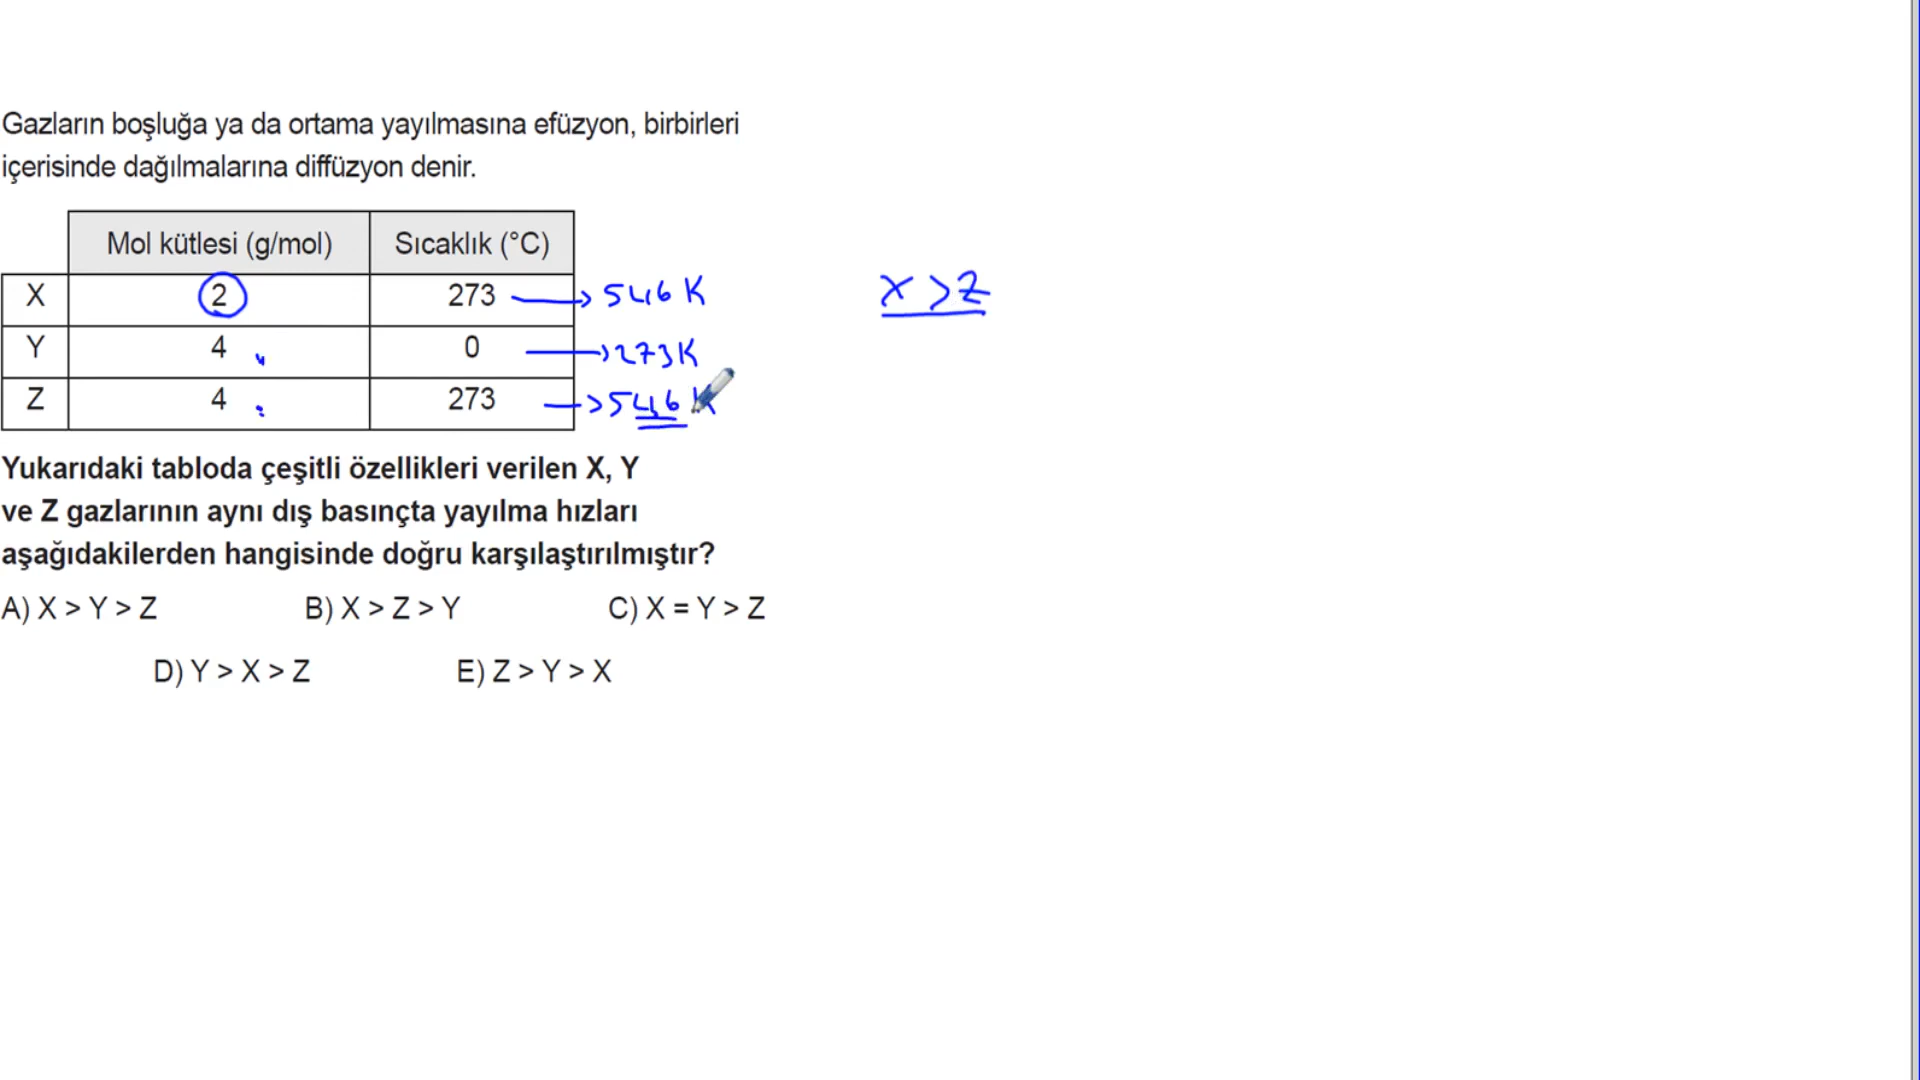 Gazların boşluğa ya da ortama yayılmasına efüzyon, birbirleri
içerisinde dağılmalarına diffüzyon denir.
Mol kütlesi (g/mol) Sıcaklık (°C)
X 2 273 → 546 K
X > Z
Y 4 0 → 273 K
Z 4 273 → 546 K
Yukarıdaki tabloda çeşitli özellikleri verilen X, Y
ve Z gazlarının aynı dış basınçta yayılma hızları
aşağıdakilerden hangisinde doğru karşılaştırılmıştır?
A) X > Y > Z B) X > Z > Y C) X = Y > Z
D) Y > X > Z E) Z > Y > X